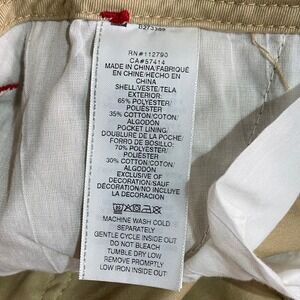 RN#112790
CA#57414
MADE IN CHINA/FABRIQUÉ
EN CHINE/HECHO EN
CHINA
SHELL/VESTE/TELA
EXTERIOR:
65% POLYESTER/
POLIÉSTER
35% COTTON/COTON/
ALGODÓN
POCKET LINING:
DOUBLURE DE LA POCHE/
FORRO DE BOSILLO:
70% POLYESTER/
POLIÉSTER
30% COTTON/COTON/
ALGODÓN
EXCLUSIVE OF
DECORATION/SAUF
DÉCORATION/NO INCLUYE
LA DECORACIÓN
MACHINE WASH COLD
SEPARATELY
GENTLE CYCLE INSIDE OUT
DO NOT BLEACH
TUMBLE DRY LOW
REMOVE PROMPTLY
LOW IRON INSIDE OUT